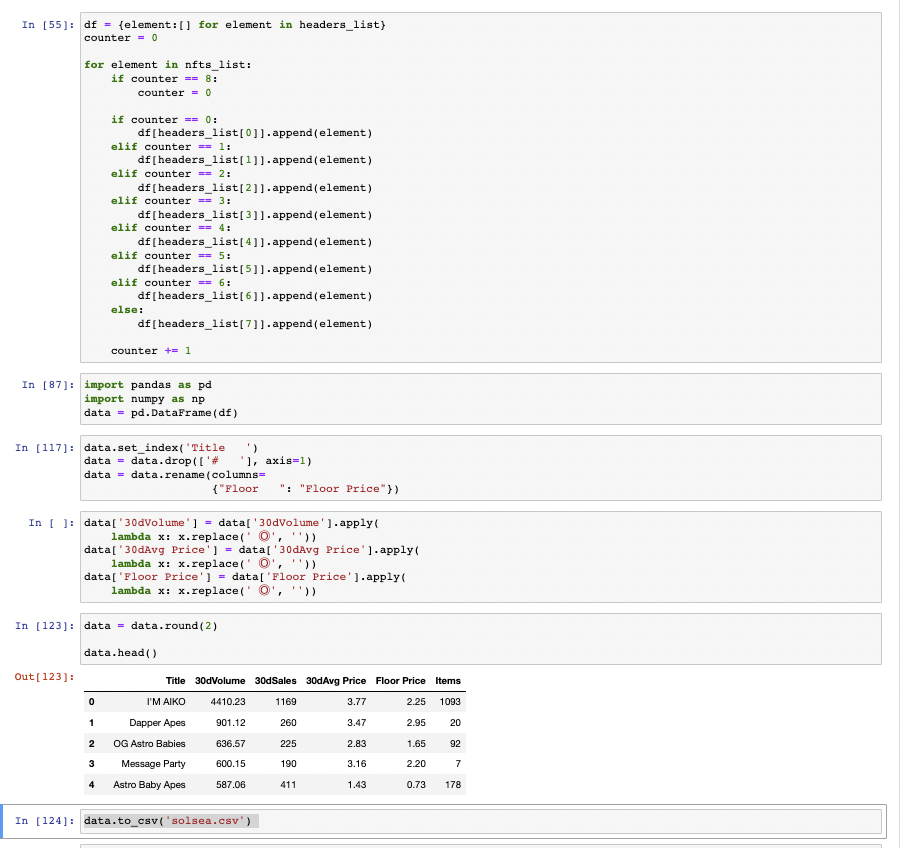 In [55]: df = {element:[] for element in headers_list}
counter = 0
for element in nfts_list:
    if counter == 8:
        counter = 0
    if counter == 0:
        df[headers_list[0]].append(element)
    elif counter == 1:
        df[headers_list[1]].append(element)
    elif counter == 2:
        df[headers_list[2]].append(element)
    elif counter == 3:
        df[headers_list[3]].append(element)
    elif counter == 4:
        df[headers_list[4]].append(element)
    elif counter == 5:
        df[headers_list[5]].append(element)
    elif counter == 6:
        df[headers_list[6]].append(element)
    else:
        df[headers_list[7]].append(element)
    counter += 1
In [87]: import pandas as pd
import numpy as np
data = pd.DataFrame(df)
In [117]: data.set_index('Title   ')
data = data.drop(['#   '], axis=1)
data = data.rename(columns=
                   {"Floor   ": "Floor Price"})
In [ ]: data['30dVolume'] = data['30dVolume'].apply(
    lambda x: x.replace(' ◎', ''))
data['30dAvg Price'] = data['30dAvg Price'].apply(
    lambda x: x.replace(' ◎', ''))
data['Floor Price'] = data['Floor Price'].apply(
    lambda x: x.replace(' ◎', ''))
In [123]: data = data.round(2)
data.head()
Out[123]:
Title 30dVolume 30dSales 30dAvg Price Floor Price Items
0 I'M AIKO 4410.23 1169 3.77 2.25 1093
1 Dapper Apes 901.12 260 3.47 2.95 20
2 OG Astro Babies 636.57 225 2.83 1.65 92
3 Message Party 600.15 190 3.16 2.20 7
4 Astro Baby Apes 587.06 411 1.43 0.73 178
In [124]: data.to_csv('solsea.csv')